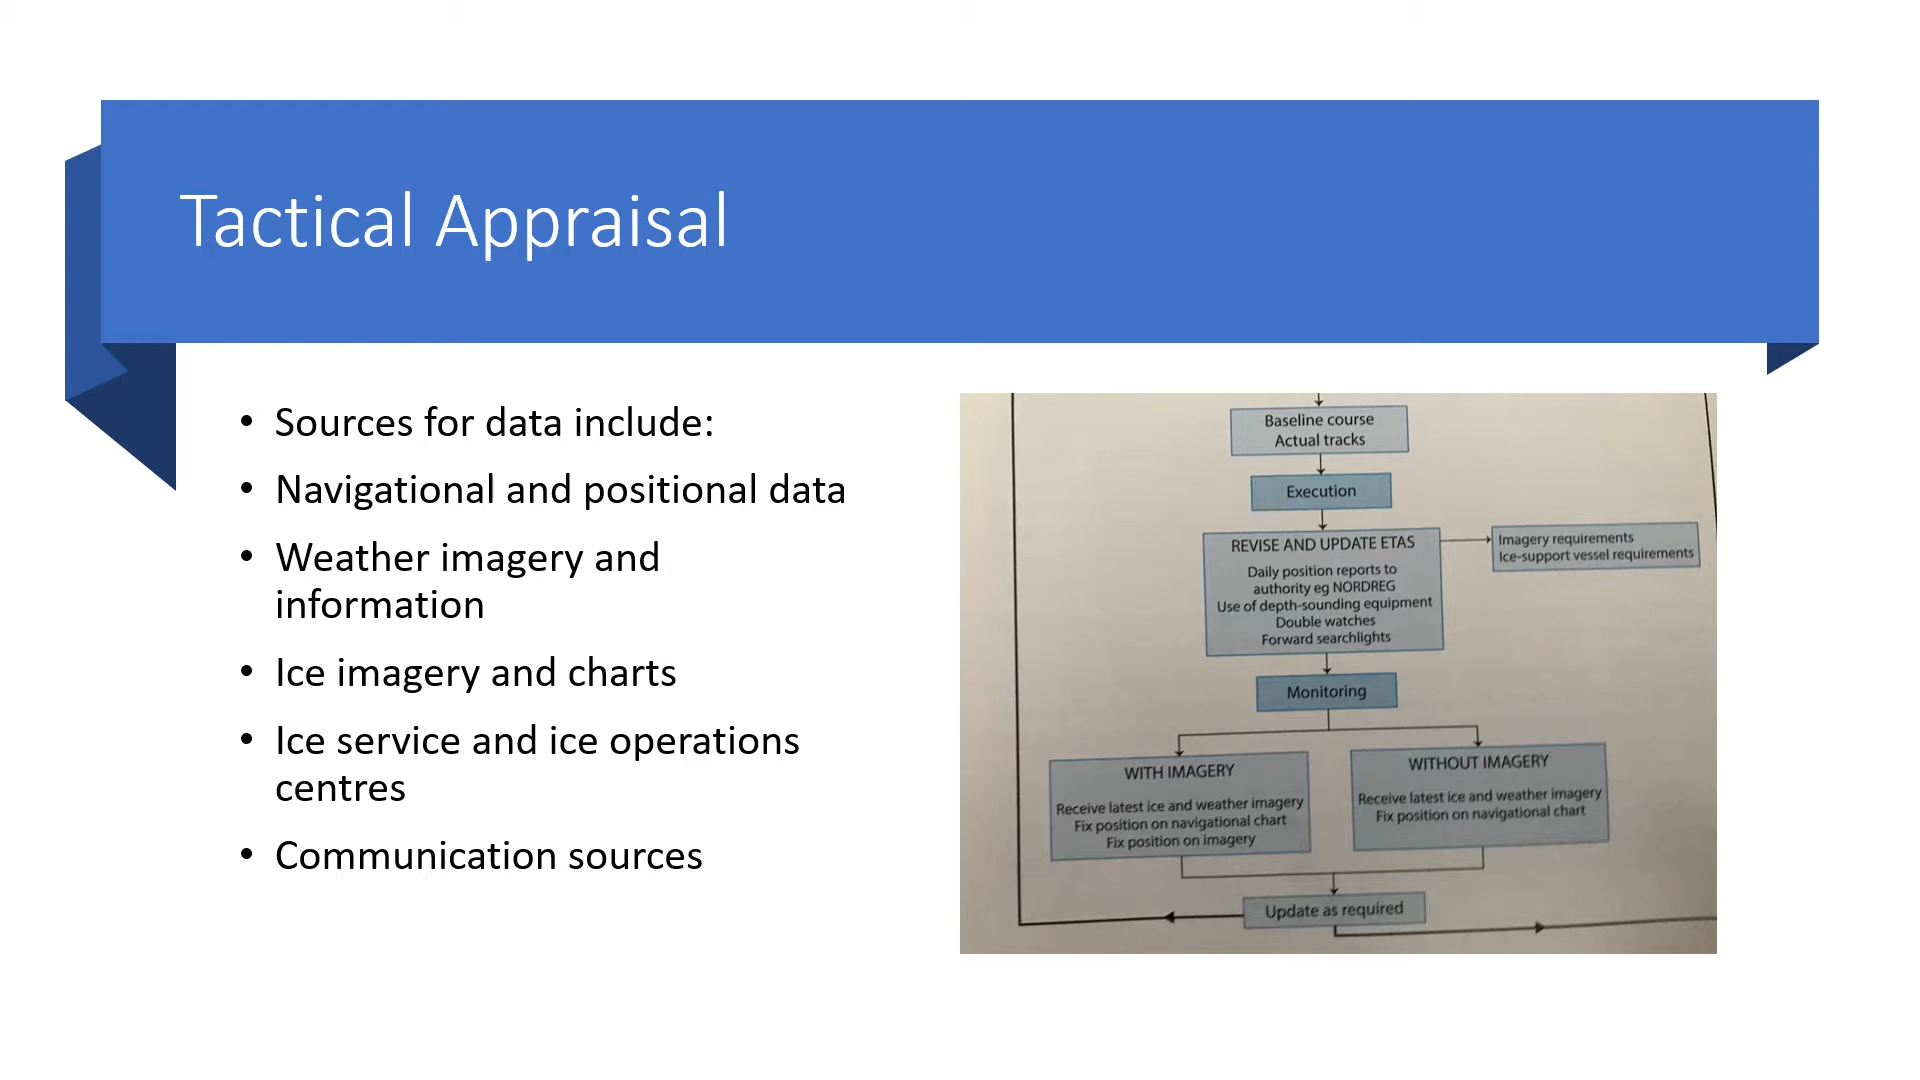 Tactical Appraisal
• Sources for data include:
• Navigational and positional data
• Weather imagery and
information
• Ice imagery and charts
• Ice service and ice operations
centres
• Communication sources
Baseline course
Actual tracks
Execution
REVISE AND UPDATE ETAS
Daily position reports to
authority eg NORDREG
Use of depth-sounding equipment
Double watches
Forward searchlights
Imagery requirements
Ice-support vessel requirements
Monitoring
WITH IMAGERY
Receive latest ice and weather imagery
Fix position on navigational chart
Fix position on imagery
WITHOUT IMAGERY
Receive latest ice and weather imagery
Fix position on navigational chart
Update as required